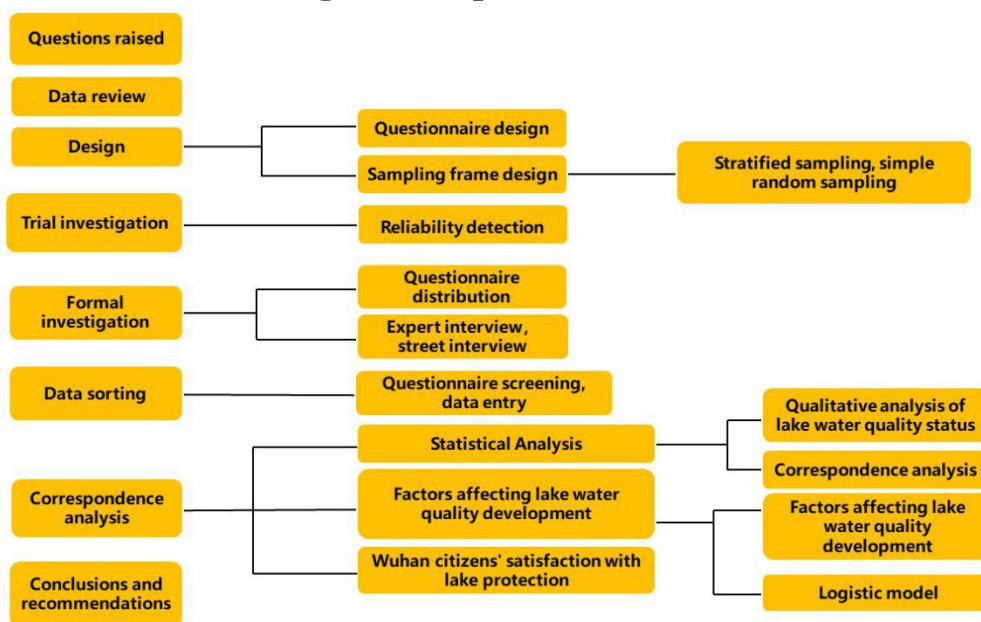 Questions raised
Data review
Design
Questionnaire design
Sampling frame design
Stratified sampling, simple
random sampling
Trial investigation
Reliability detection
Formal
investigation
Questionnaire
distribution
Expert interview,
street interview
Data sorting
Questionnaire screening,
data entry
Correspondence
analysis
Statistical Analysis
Qualitative analysis of
lake water quality status
Correspondence analysis
Factors affecting lake water
quality development
Factors affecting lake
water quality
development
Logistic model
Wuhan citizens' satisfaction with
lake protection
Conclusions and
recommendations